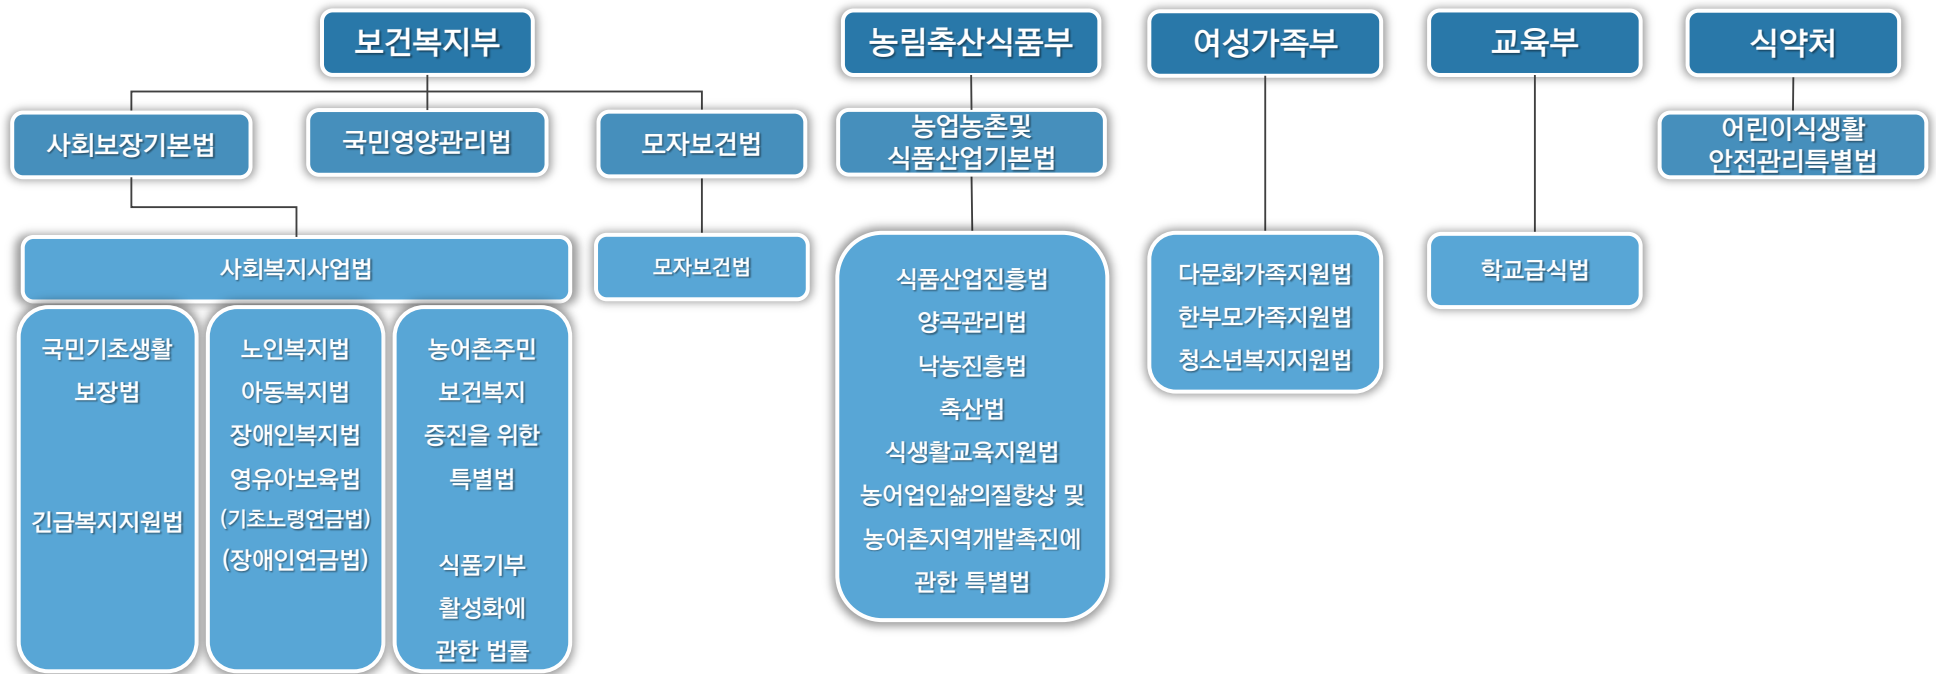 보건복지부
농림축산식품부
여성가족부
교육부
식약처
사회보장기본법
국민영양관리법
모자보건법
농업농촌및
식품산업기본법
어린이식생활
안전관리특별법
사회복지사업법
국민기초생활
보장법
긴급복지지원법
노인복지법
아동복지법
장애인복지법
영유아보육법
(기초노령연금법)
(장애인연금법)
농어촌주민
보건복지
증진을 위한
특별법
식품기부
활성화에
관한 법률
모자보건법
식품산업진흥법
양곡관리법
낙농진흥법
축산법
식생활교육지원법
농어업인삶의질향상 및
농어촌지역개발촉진에
관한 특별법
다문화가족지원법
한부모가족지원법
청소년복지지원법
학교급식법